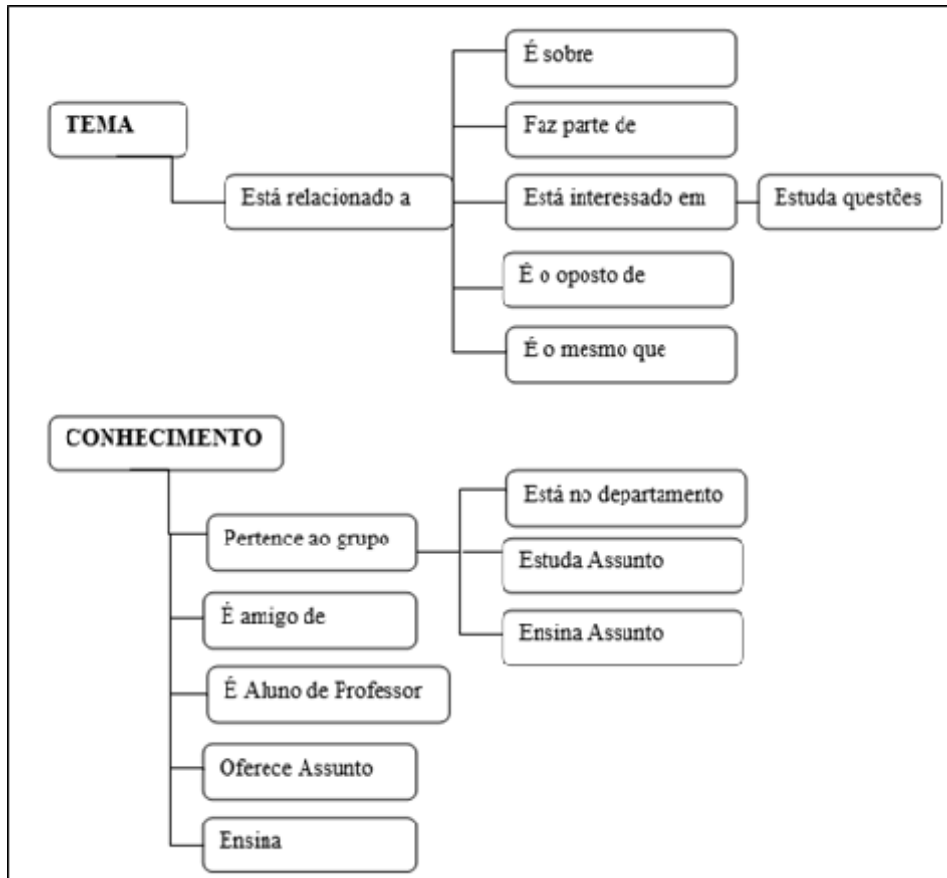 É sobre
TEMA
Faz parte de
Está relacionado a
Está interessado em
Estuda questões
É o oposto de
É o mesmo que
CONHECIMENTO
Está no departamento
Pertence ao grupo
Estuda Assunto
É amigo de
Ensina Assunto
É Aluno de Professor
Oferece Assunto
Ensina